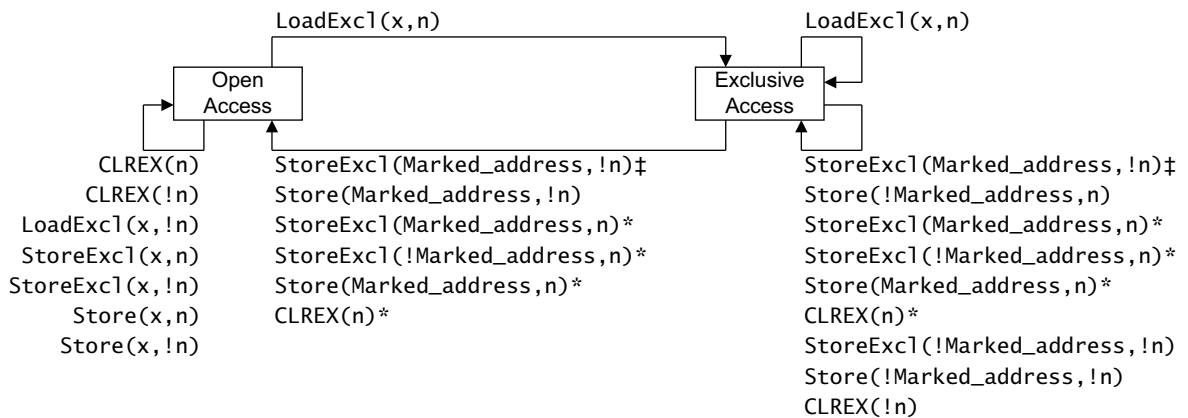 LoadExcl(x,n)
LoadExcl(x,n)
Open
Access
Exclusive
Access
CLREX(n)
CLREX(!n)
LoadExcl(x,!n)
StoreExcl(x,n)
StoreExcl(x,!n)
Store(x,n)
Store(x,!n)
StoreExcl(Marked_address,!n)‡
Store(Marked_address,!n)
StoreExcl(Marked_address,n)*
StoreExcl(!Marked_address,n)*
Store(Marked_address,n)*
CLREX(n)*
StoreExcl(Marked_address,!n)‡
Store(!Marked_address,n)
StoreExcl(Marked_address,n)*
StoreExcl(!Marked_address,n)*
Store(Marked_address,n)*
CLREX(n)*
StoreExcl(!Marked_address,!n)
Store(!Marked_address,!n)
CLREX(!n)